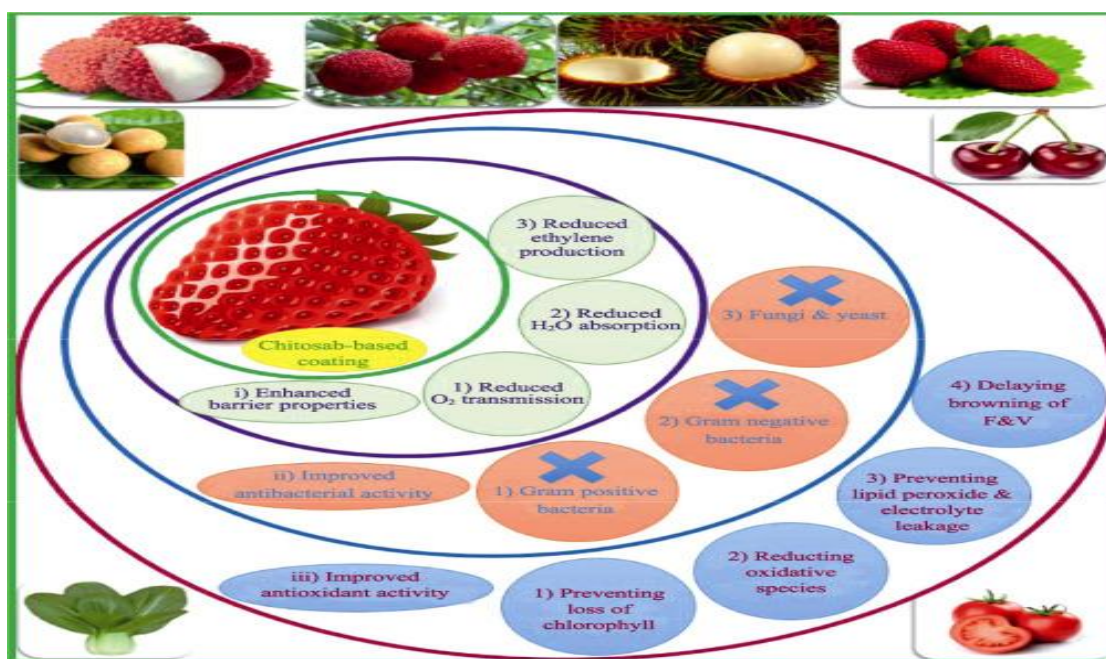 3) Reduced
ethylene
production
2) Reduced
H₂O absorption
3) Fungi & yeast
Chitosab-based
coating
i) Enhanced
barrier properties
1) Reduced
O₂ transmission
4) Delaying
browning of
F&V
2) Gram negative
bacteria
ii) Improved
antibacterial activity
1) Gram positive
bacteria
3) Preventing
lipid peroxide &
electrolyte
leakage
iii) Improved
antioxidant activity
1) Preventing
loss of
chlorophyll
2) Reducting
oxidative
species